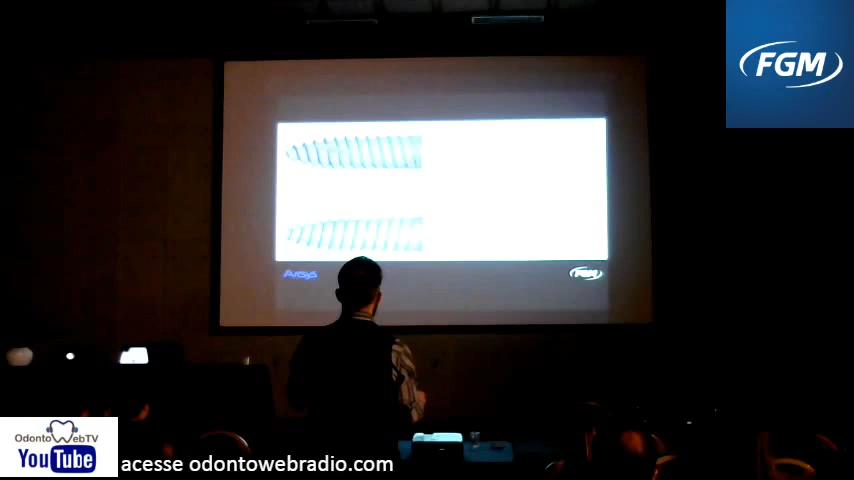 FGM
Arcsys
FGM
OdontoWebTV
YouTube
acesse odontowebradio.com